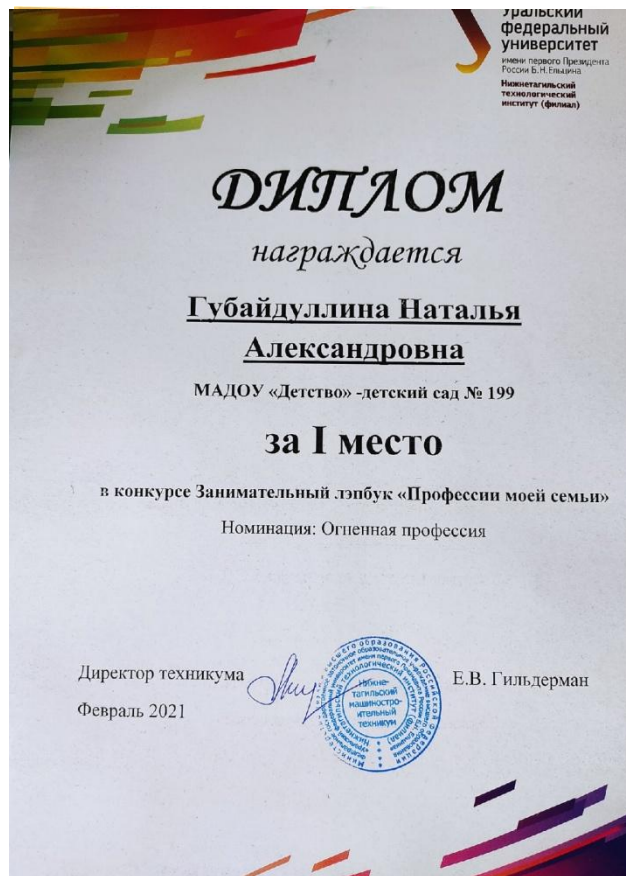 Уральский
федеральный
университет
имени первого Президента
России Б.Н.Ельцина
Нижнетагильский
технологический
институт (филиал)
ДИПЛОМ
награждается
Губайдуллина Наталья
Александровна
МАДОУ «Детство» -детский сад № 199
за I место
в конкурсе Занимательный лэпбук «Профессии моей семьи»
Номинация: Огненная профессия
Директор техникума
Е.В. Гильдерман
Февраль 2021
Нижне-
тагильский
машиностро-
ительный
техникум